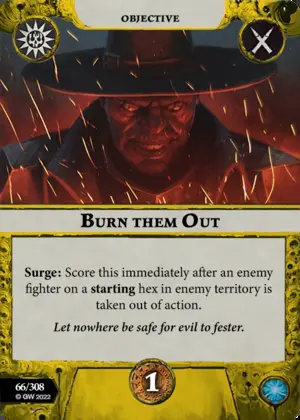 OBJECTIVE
BURN THEM OUT
Surge: Score this immediately after an enemy
fighter on a starting hex in enemy territory is
taken out of action.
Let nowhere be safe for evil to fester.
66/308
© GW 2022
1